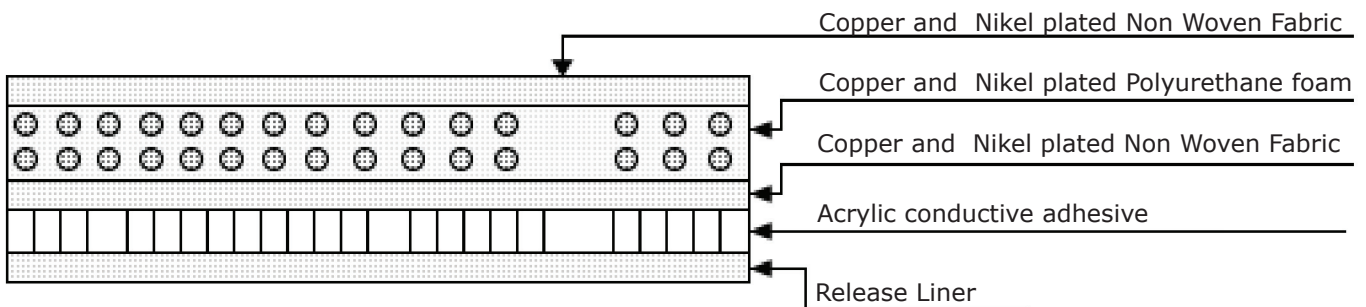 Copper and Nikel plated Non Woven Fabric
Copper and Nikel plated Polyurethane foam
Copper and Nikel plated Non Woven Fabric
Acrylic conductive adhesive
Release Liner